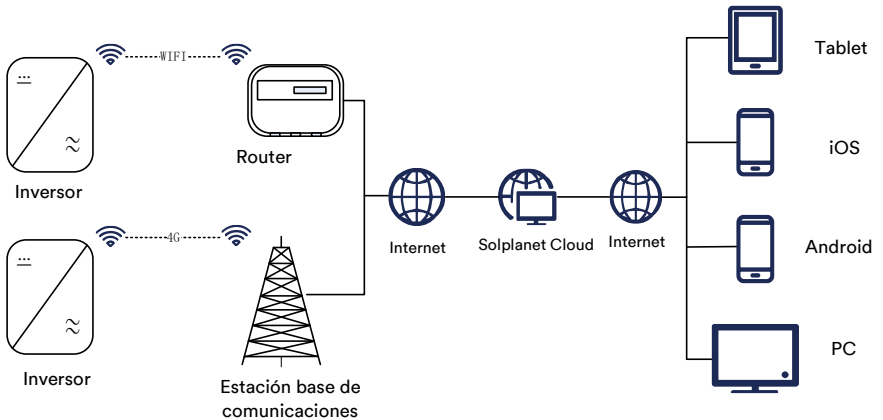 WIFI
Router
Inversor
4G
Inversor
Estación base de
comunicaciones
Internet
Solplanet Cloud
Internet
Tablet
iOS
Android
PC